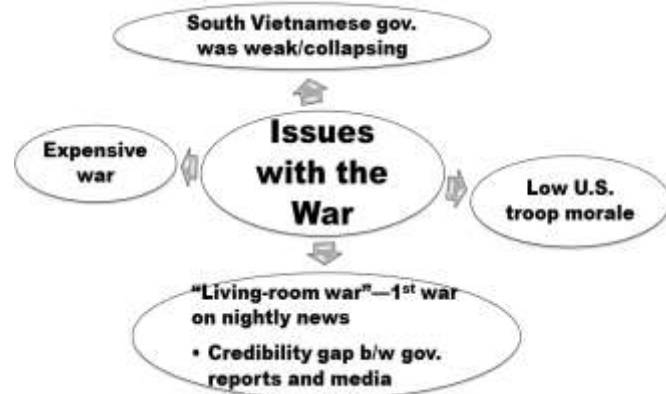 South Vietnamese gov.
was weak/collapsing
Issues
with the
War
Expensive
war
Low U.S.
troop morale
“Living-room war”—1st war
on nightly news
• Credibility gap b/w gov.
reports and media